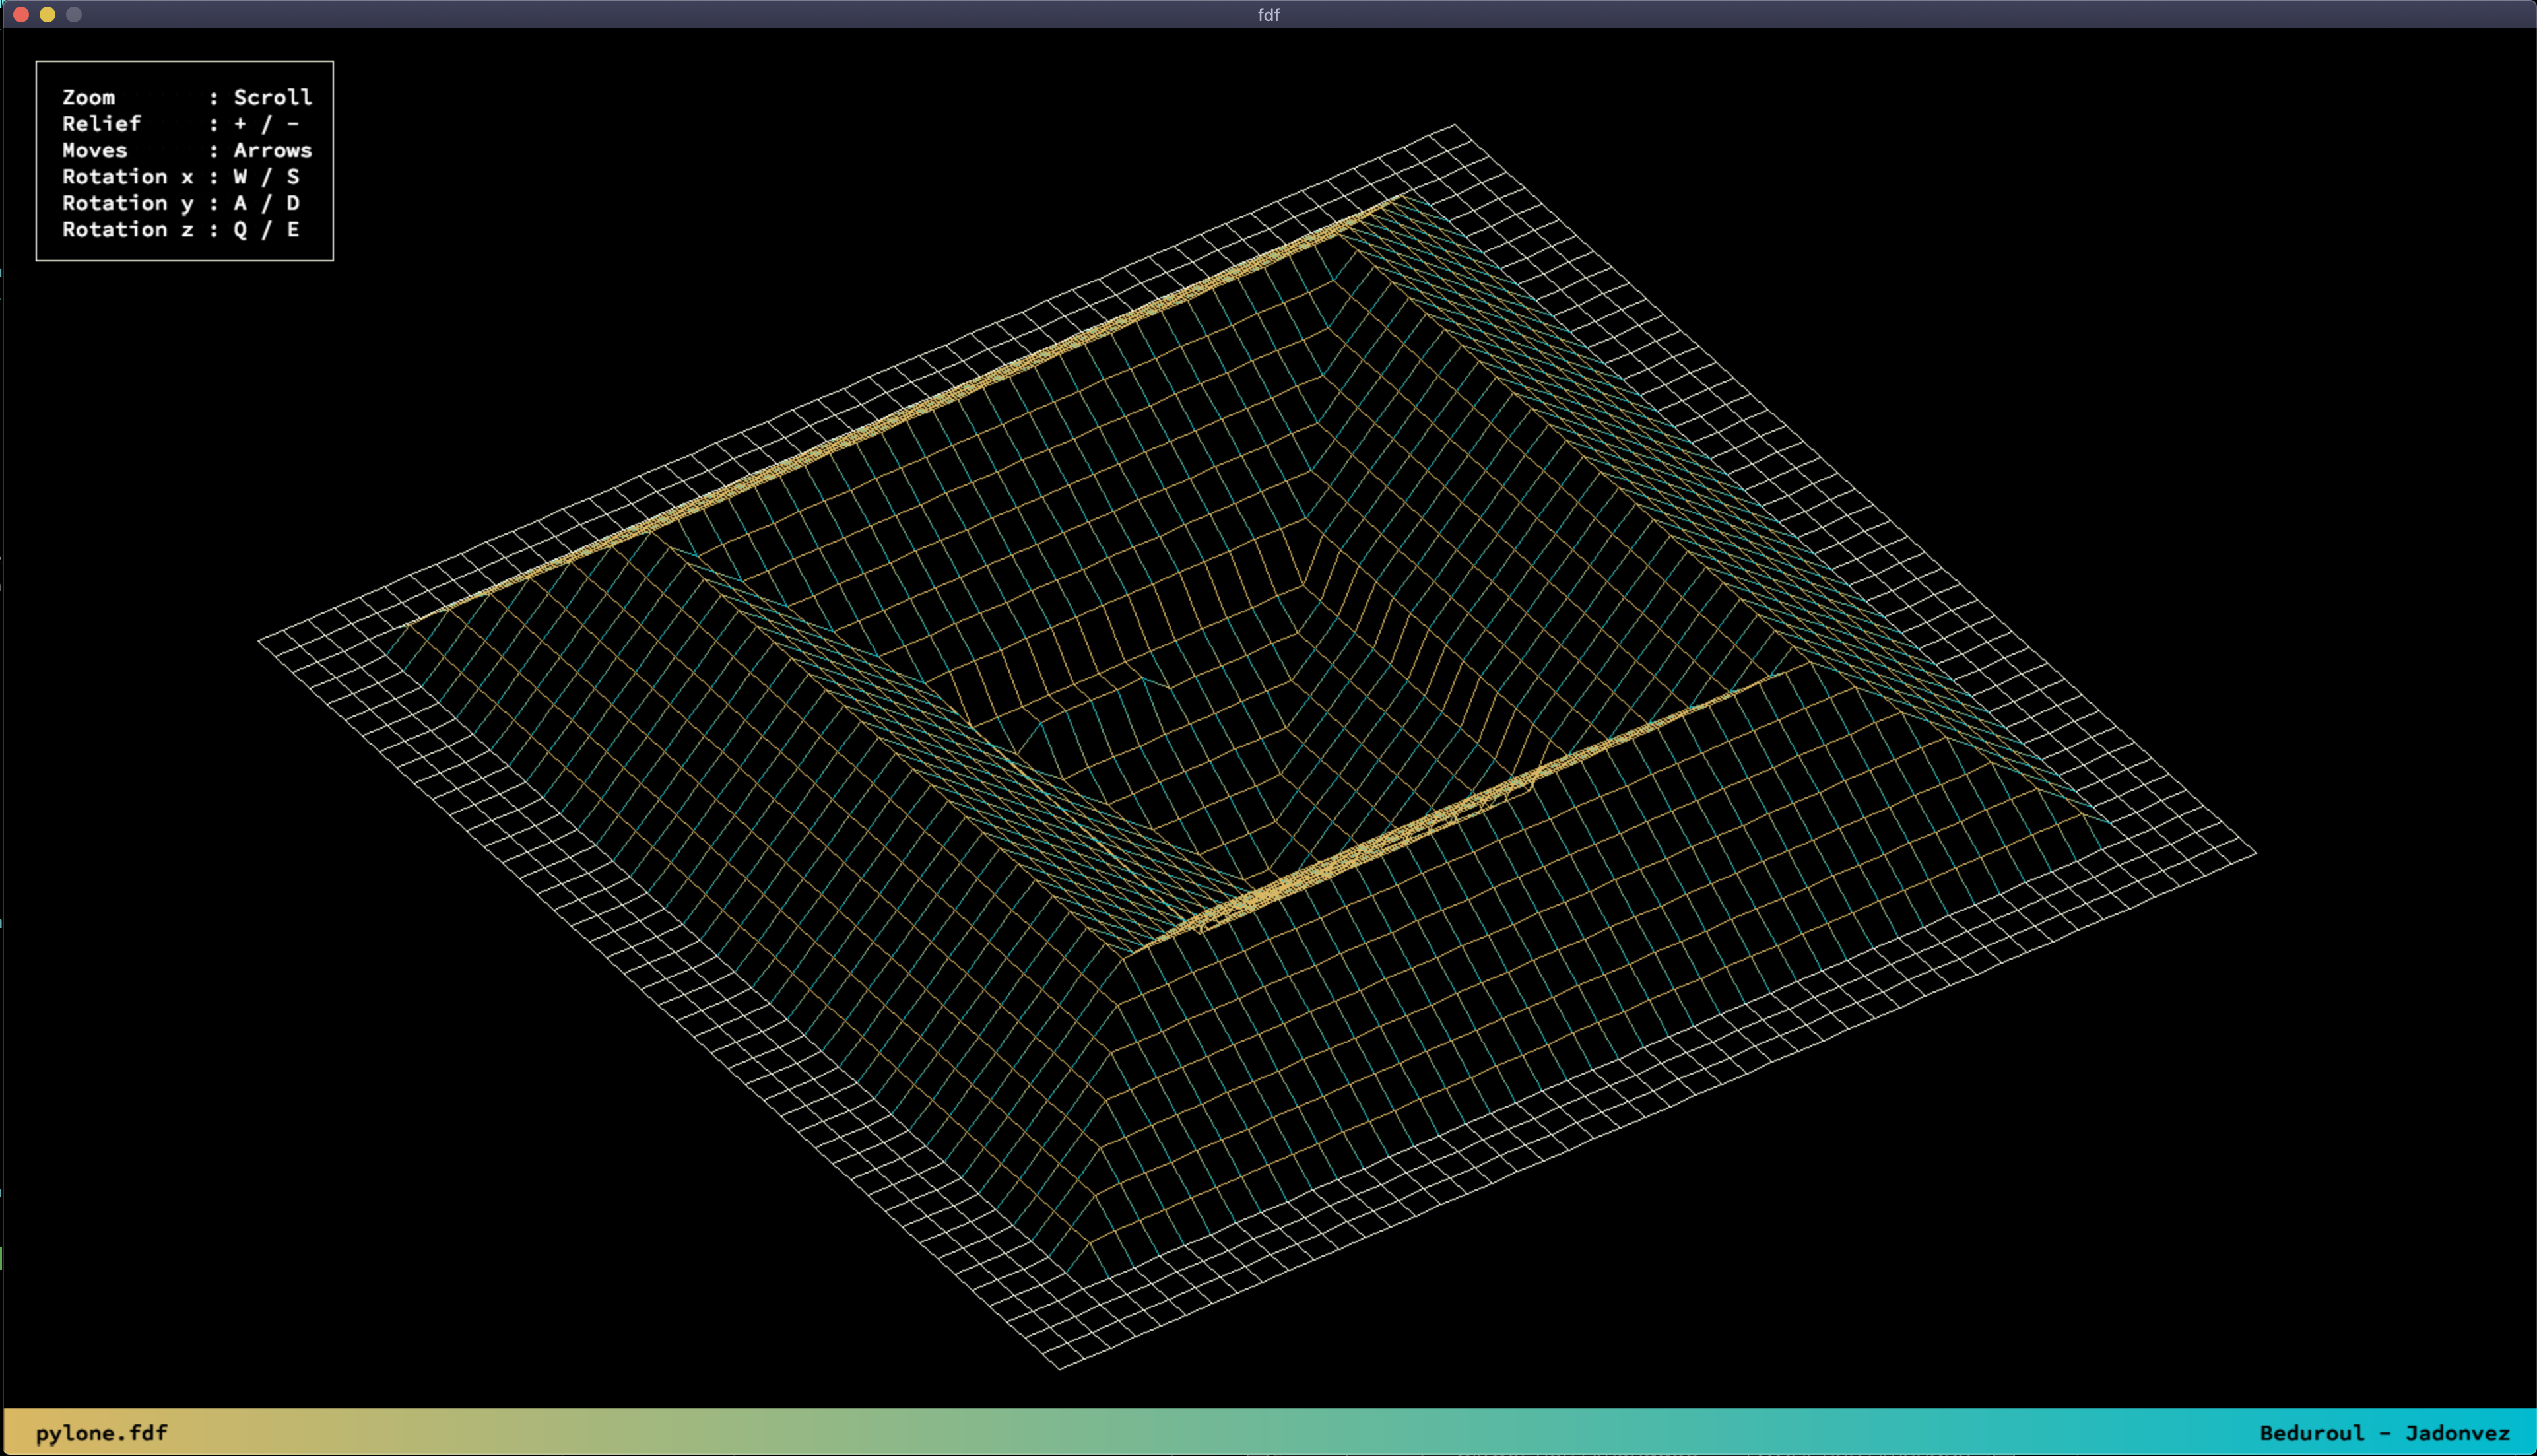 fdf
Zoom : Scroll
Relief : + / -
Moves : Arrows
Rotation x : W / S
Rotation y : A / D
Rotation z : Q / E
pylone.fdf
Beduroul - Jadonvez